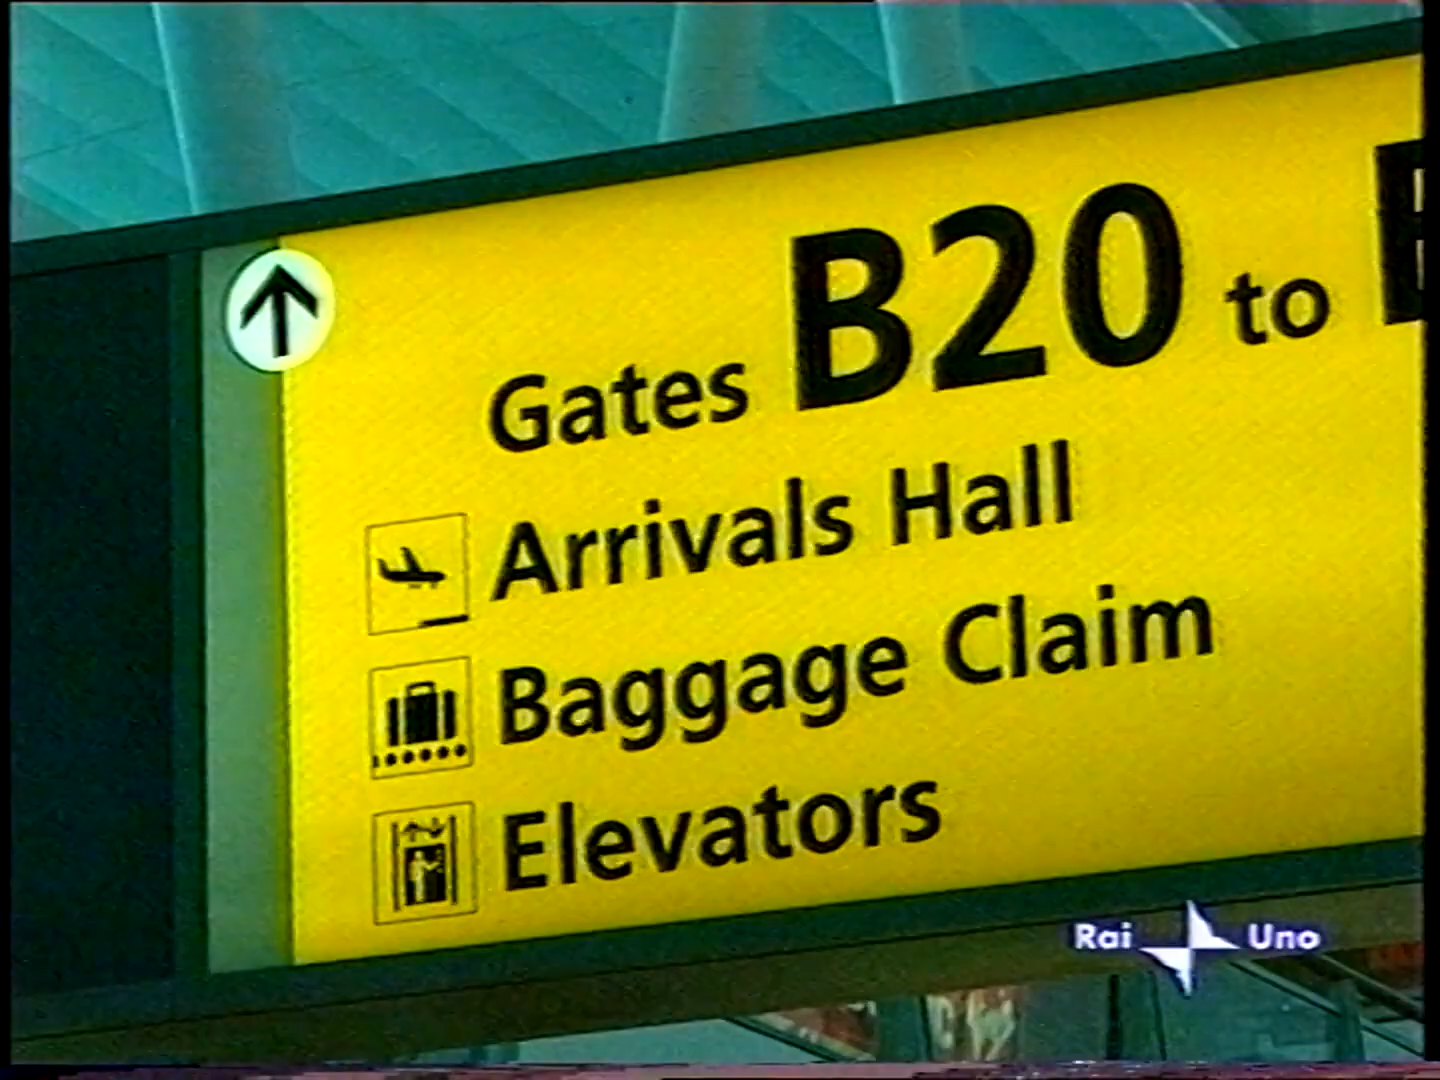 Gates B20 to
Arrivals Hall
Baggage Claim
Elevators
Rai Uno